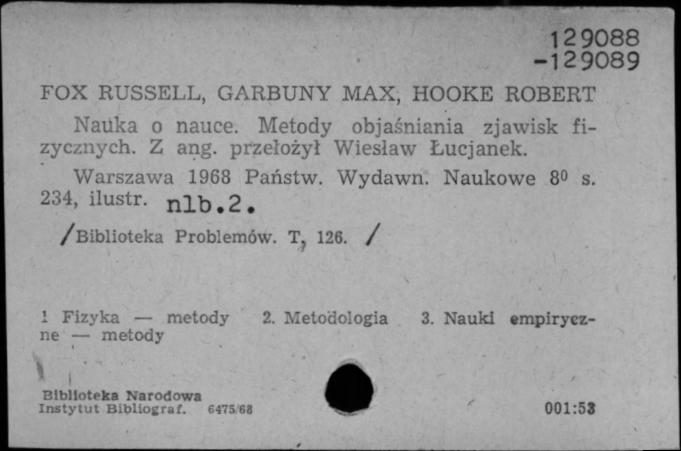 129088
-129089
FOX RUSSELL, GARBUNY MAX, HOOKE ROBERT
Nauka o nauce. Metody objaśniania zjawisk fi-
zycznych. Z ang. przełożył Wiesław Łucjanek.
Warszawa 1968 Państw. Wydawn. Naukowe 8⁰ s.
234, ilustr. nlb.2.
/Biblioteka Problemów. T, 126. /
1 Fizyka — metody 2. Metodologia 3. Nauki empirycz-
ne — metody
Biblioteka Narodowa
Instytut Bibliograf. 6475/68 001:53